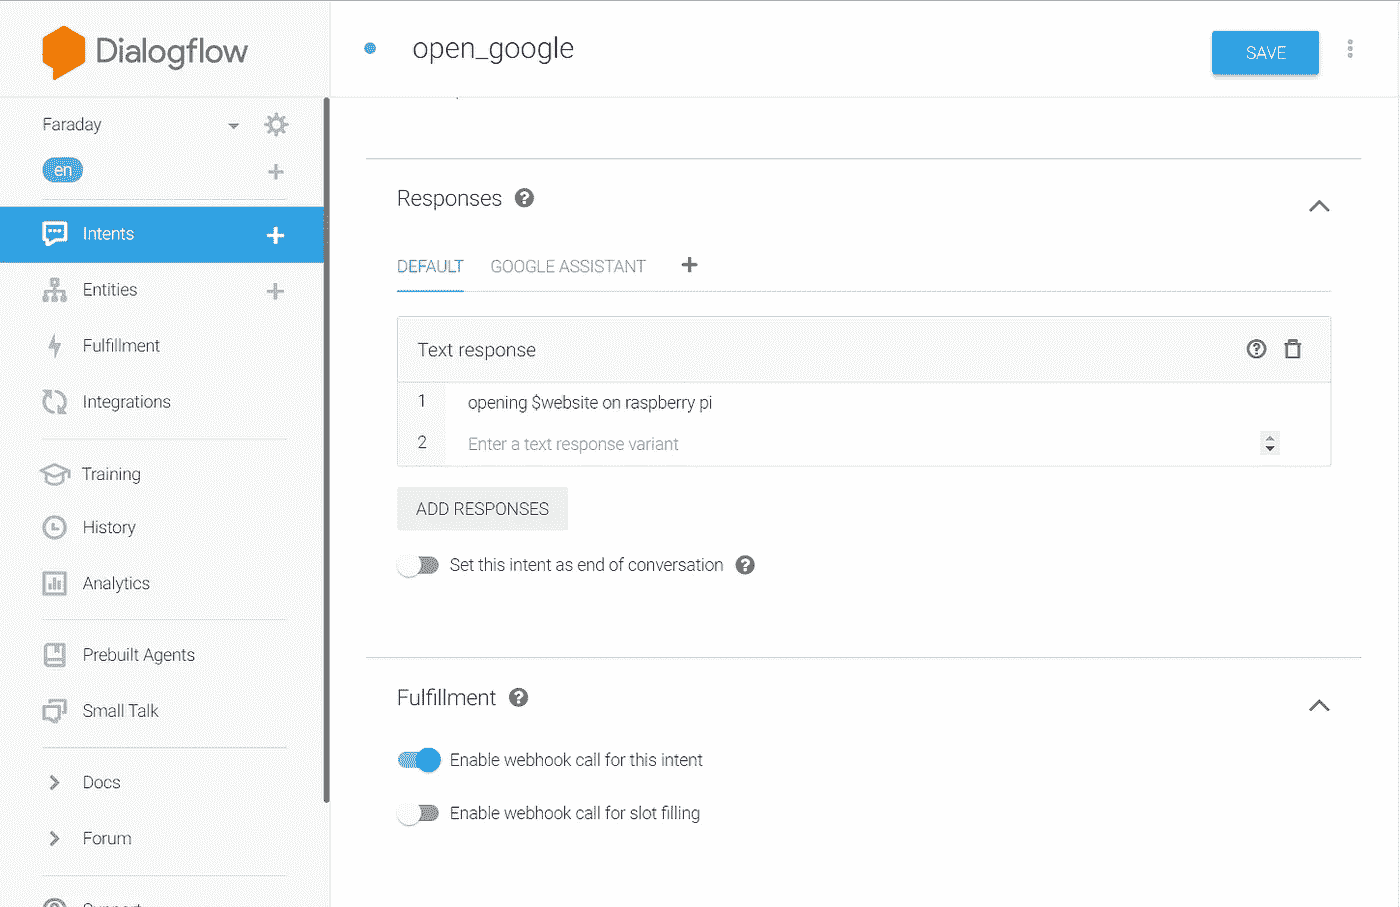 Dialogflow
open_google
SAVE
Faraday
en
Intents
Entities
Fulfillment
Integrations
Training
History
Analytics
Prebuilt Agents
Small Talk
Docs
Forum
Responses
DEFAULT
GOOGLE ASSISTANT
Text response
1 opening $website on raspberry pi
2 Enter a text response variant
ADD RESPONSES
Set this intent as end of conversation
Fulfillment
Enable webhook call for this intent
Enable webhook call for slot filling